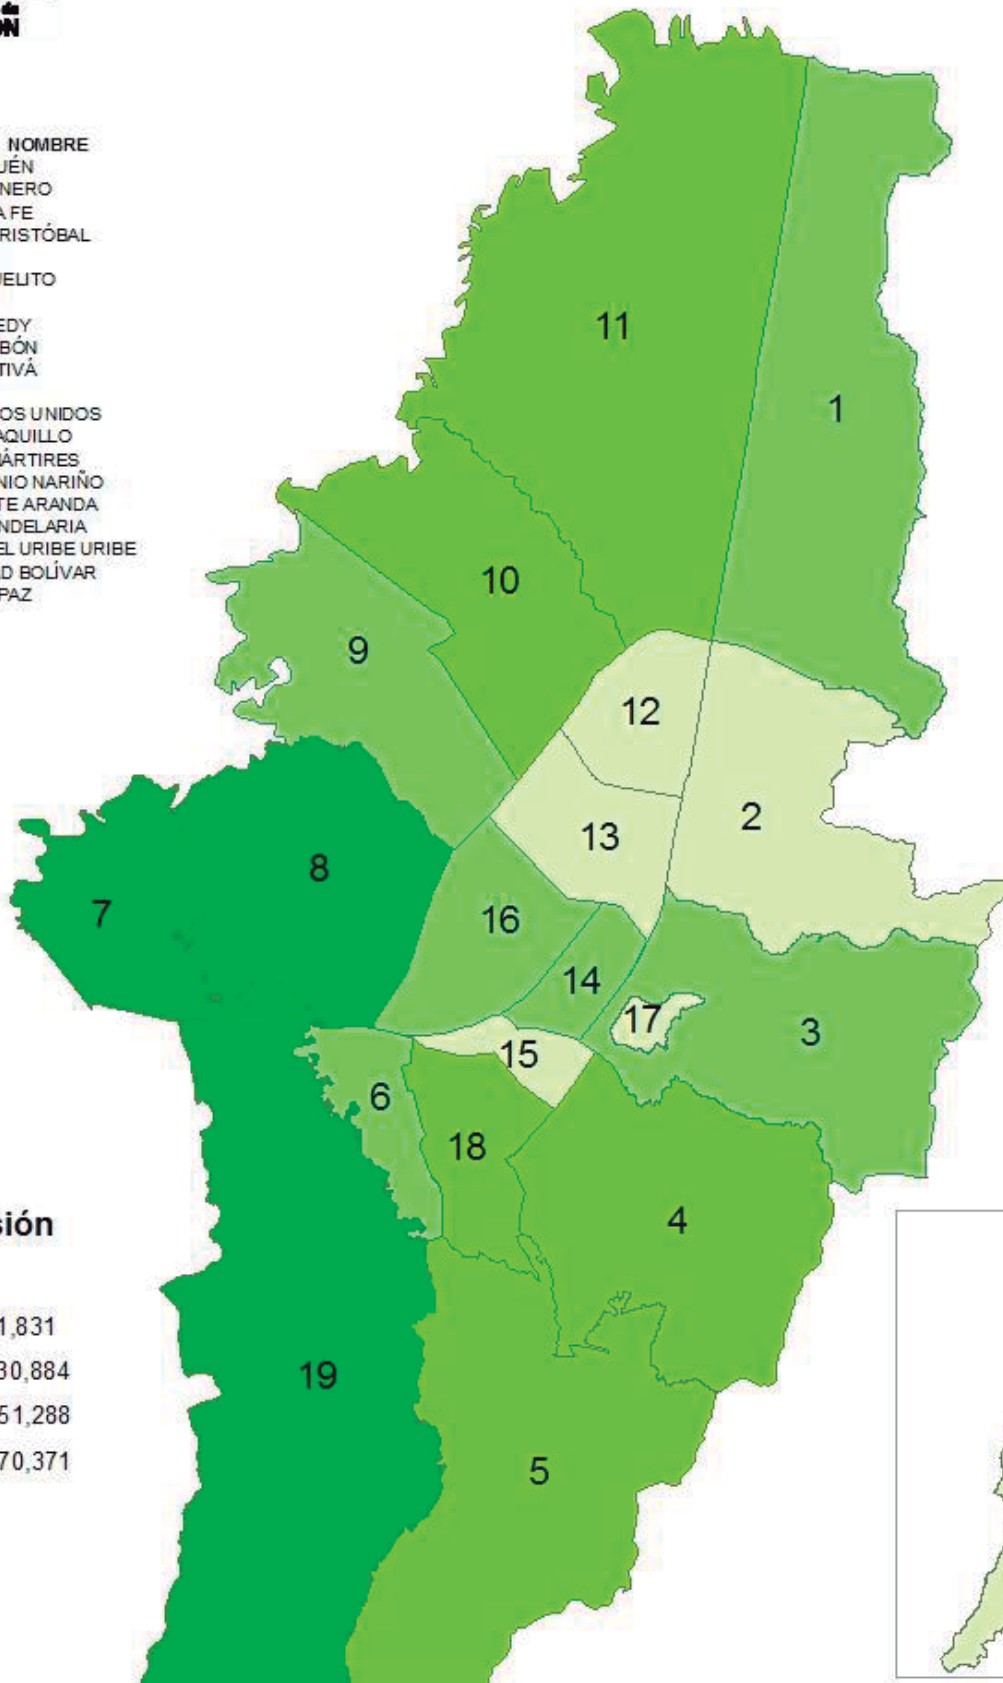 ÓN
NOMBRE
UÉN
NERO
A FE
RISTÓBAL
UELITO
EDY
BÓN
TIVÁ
OS UNIDOS
AQUILLO
MÁRTIRES
NIO NARIÑO
TE ARANDA
NDELARIA
EL URIBE URIBE
AD BOLÍVAR
PAZ
11
1
10
9
12
2
13
8
7
16
14
17
3
15
6
18
4
sión
1,831
30,884
19
51,288
70,371
5